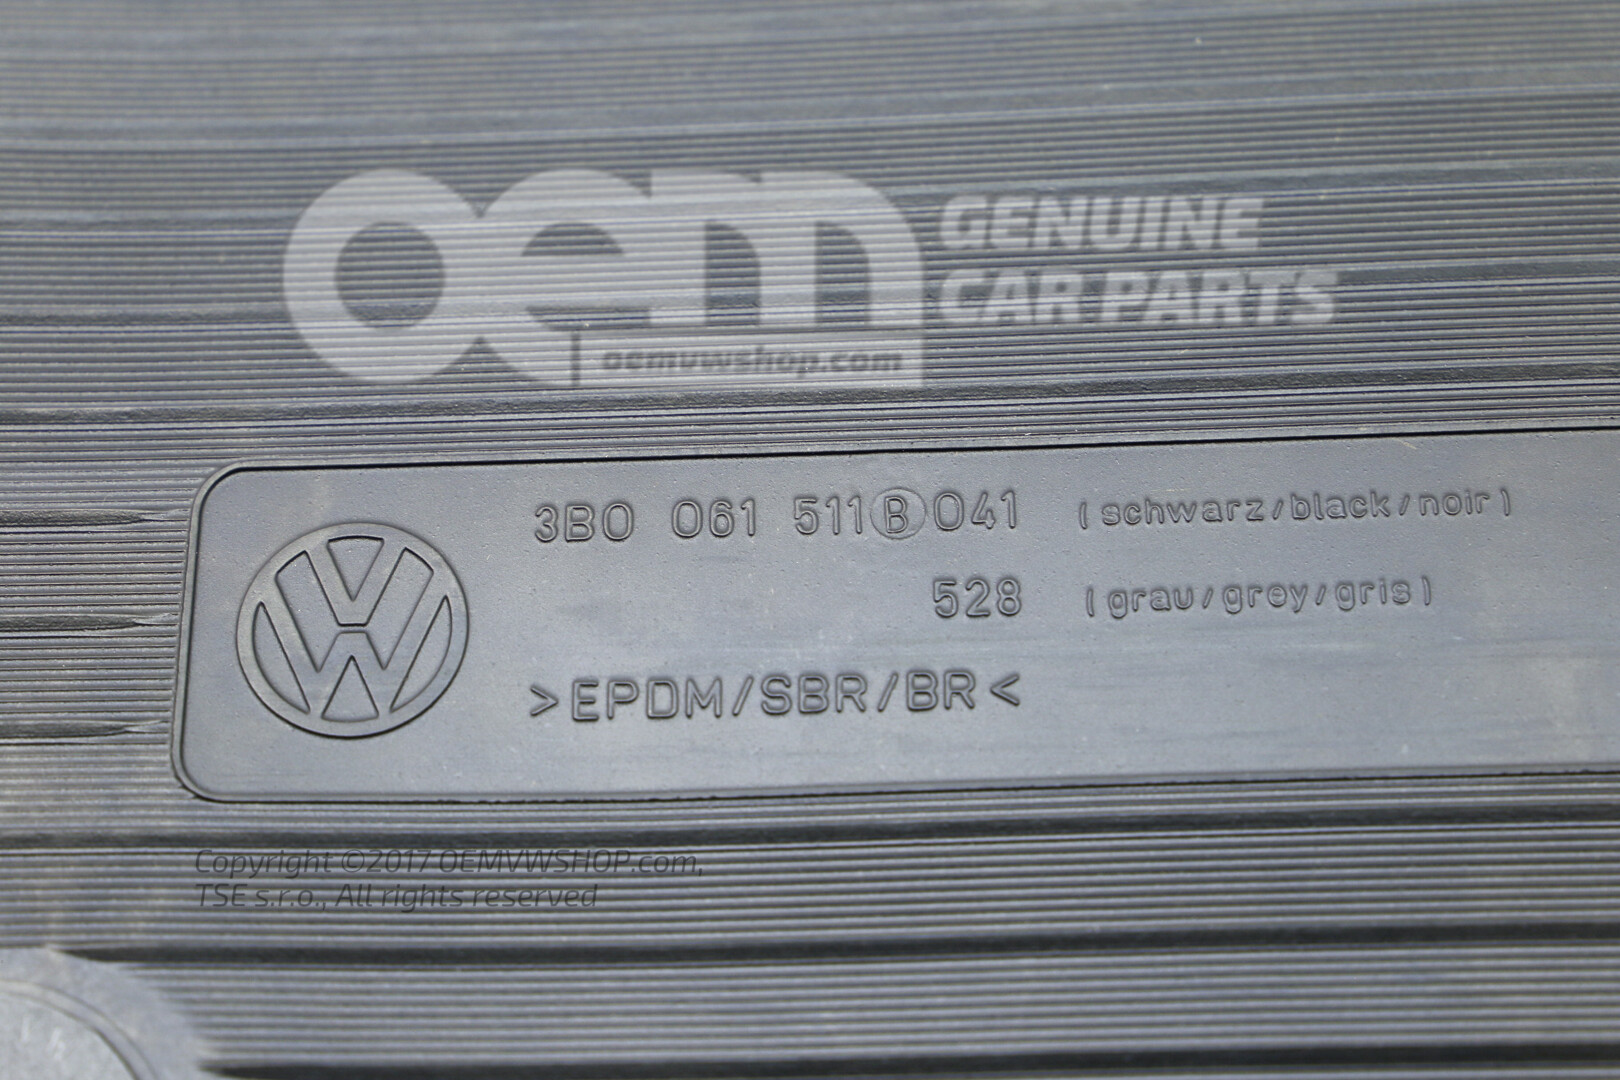 oem GENUINE
CAR PARTS
oemvwshop.com
3B0 061 511 B 041 (schwarz/black/noir)
528 (grau/grey/gris)
>EPDM/SBR/BR<
Copyright ©2017 OEMVWSHOP.com,
TSE s.r.o., All rights reserved